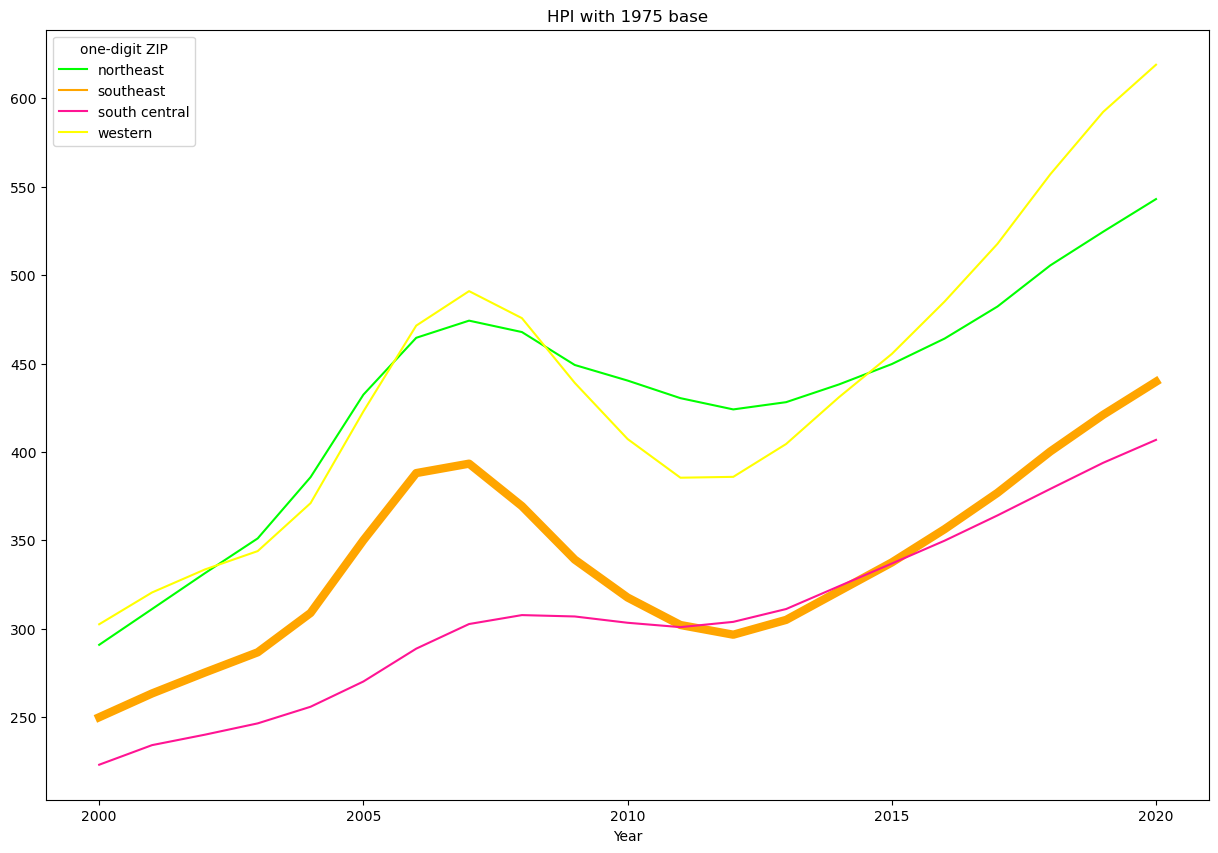 HPI with 1975 base
one-digit ZIP
northeast
southeast
south central
western
600
550
500
450
400
350
300
250
2000 2005 2010 2015 2020
Year